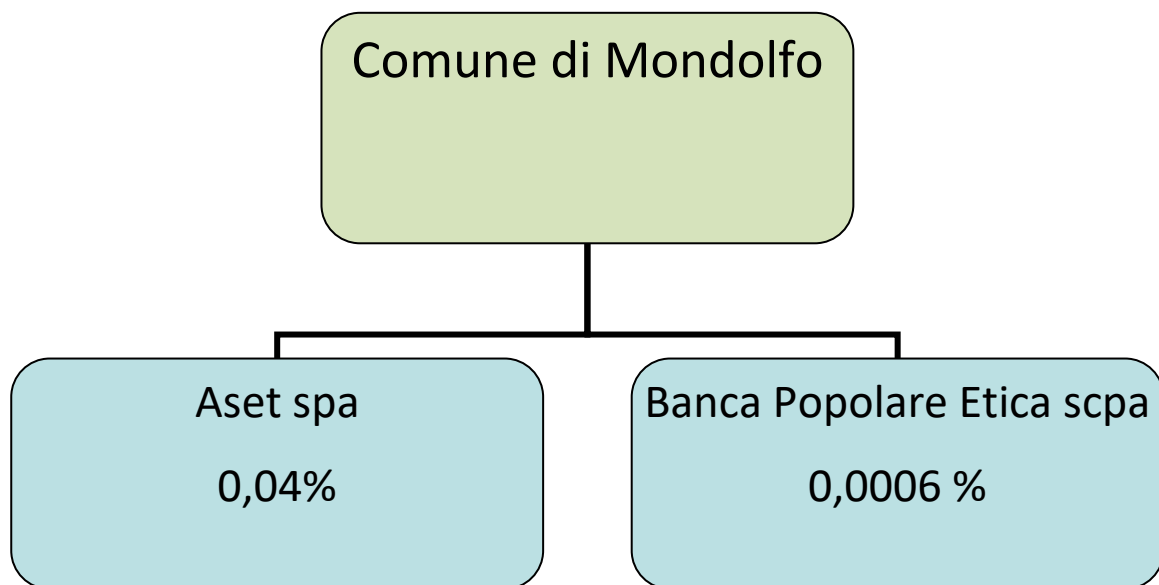 Comune di Mondolfo
Aset spa
0,04%
Banca Popolare Etica scpa
0,0006 %